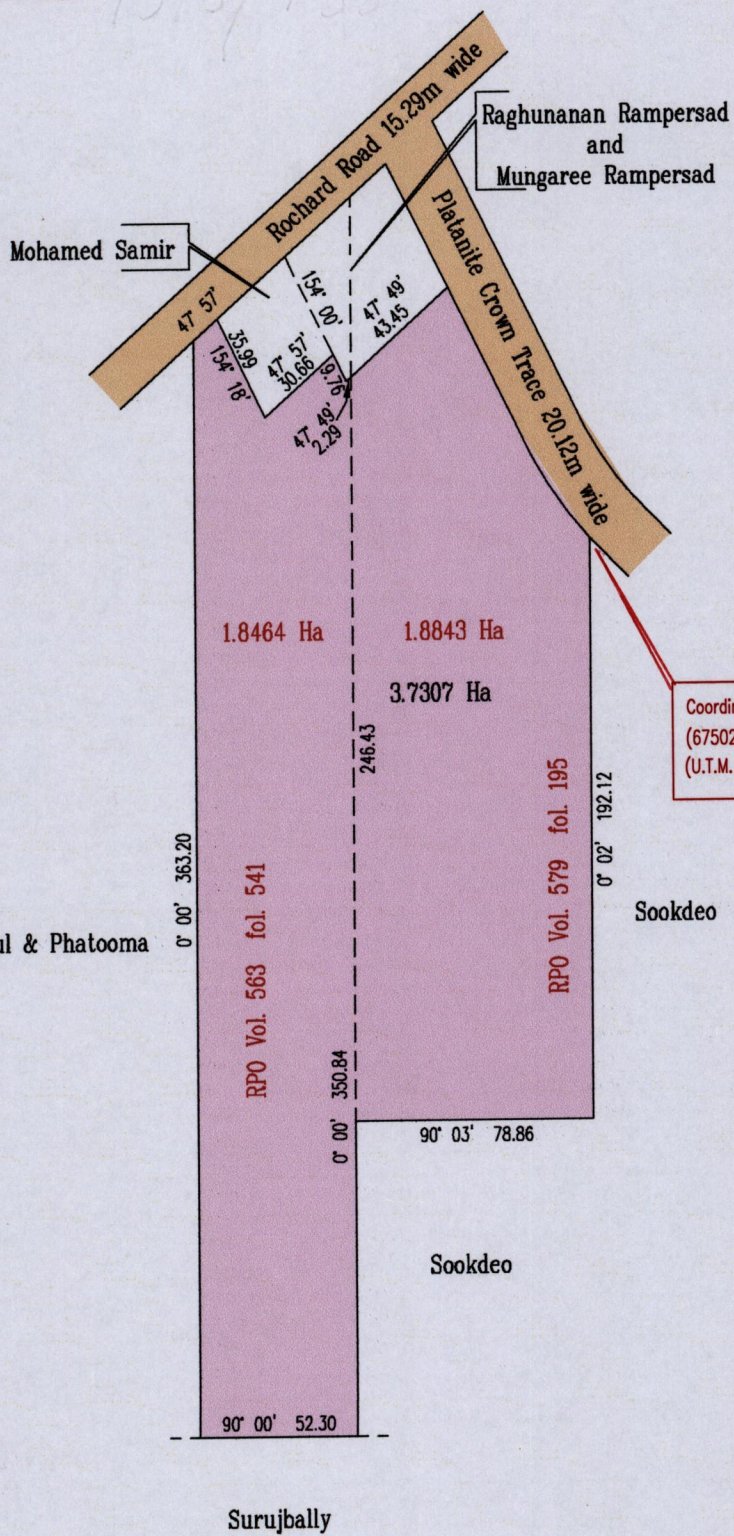 Rochard Road 15.29m wide
Raghunanan Rampersad
and
Mungaree Rampersad
Mohamed Samir
Platanite Crown Trace 20.12m wide
47° 57'
35.99
154° 18'
154° 00'
47° 57'
30.66
9.76
47° 49'
2.29
47° 49'
43.45
1.8464 Ha
1.8843 Ha
3.7307 Ha
246.43
(67502
(U.T.M.
0° 02' 192.12
RPO Vol. 579 fol. 195
Sookdeo
0° 00' 363.20
& Phatooma
RPO Vol. 563 fol. 541
0° 00' 350.84
90° 03' 78.86
Sookdeo
90° 00' 52.30
Surujbally